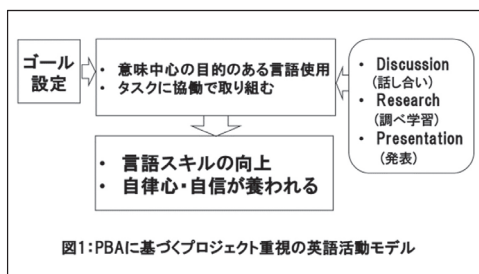 ゴール
設定
・ 意味中心の目的のある言語使用
・ タスクに協働で取り組む
・ Discussion
(話し合い)
・ Research
(調べ学習)
・ Presentation
(発表)
・ 言語スキルの向上
・ 自律心・自信が養われる
図1:PBAに基づくプロジェクト重視の英語活動モデル